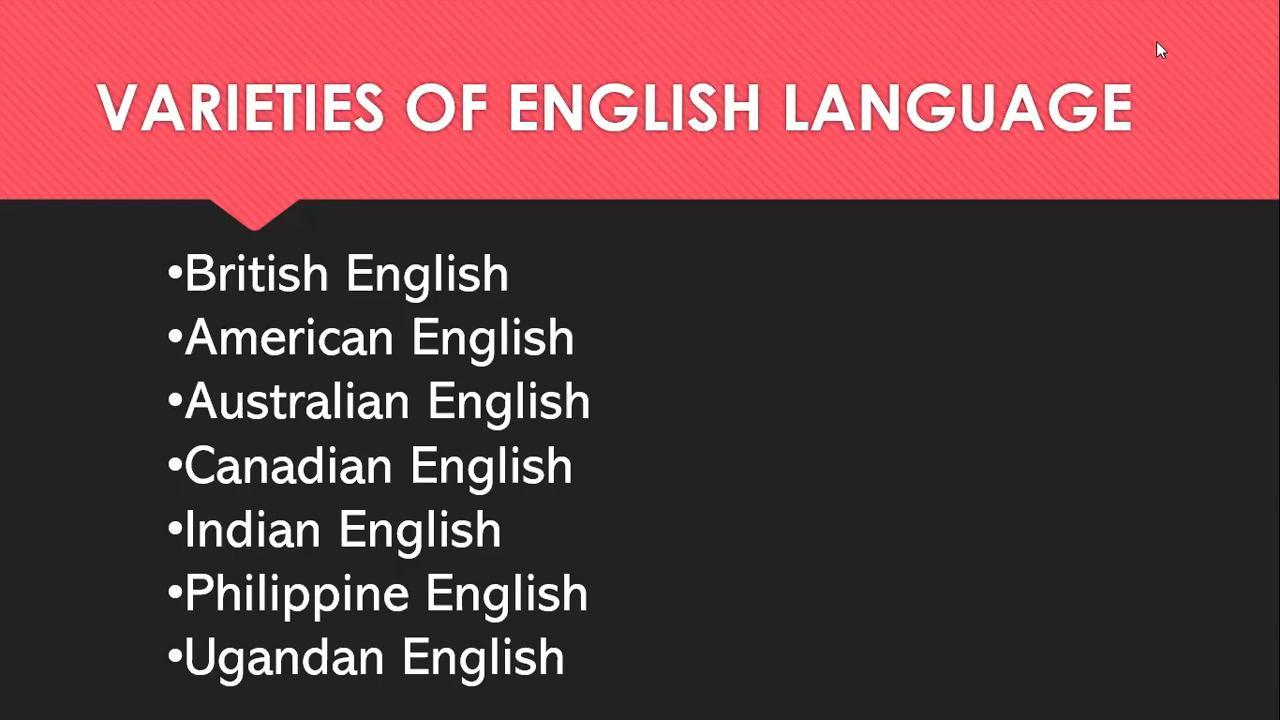 VARIETIES OF ENGLISH LANGUAGE
•British English
•American English
•Australian English
•Canadian English
•Indian English
•Philippine English
•Ugandan English